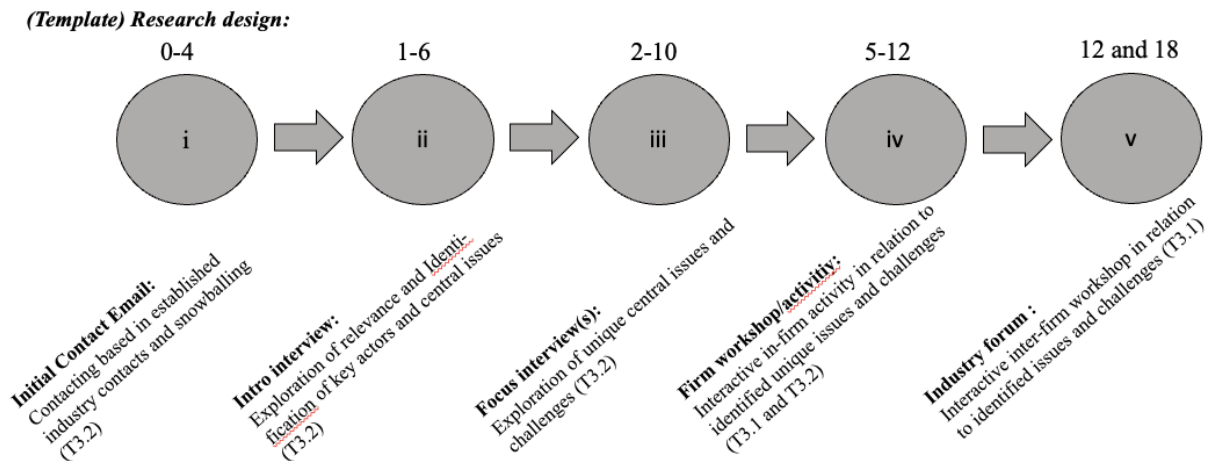 (Template) Research design:
0-4
1-6
2-10
5-12
12 and 18
i
ii
iii
iv
v
Initial Contact Email:
Contacting based in established
industry contacts and snowballing
(T3.2)
Intro interview:
Exploration of relevance and Identi-
fication of key actors and central issues
(T3.2)
Focus interview(s):
Exploration of unique central issues and
challenges (T3.2)
Firm workshop/activitiy:
Interactive in-firm activity in relation to
identified unique issues and challenges
(T3.1 and T3.2)
Industry forum :
Interactive inter-firm workshop in relation
to identified issues and challenges (T3.1)